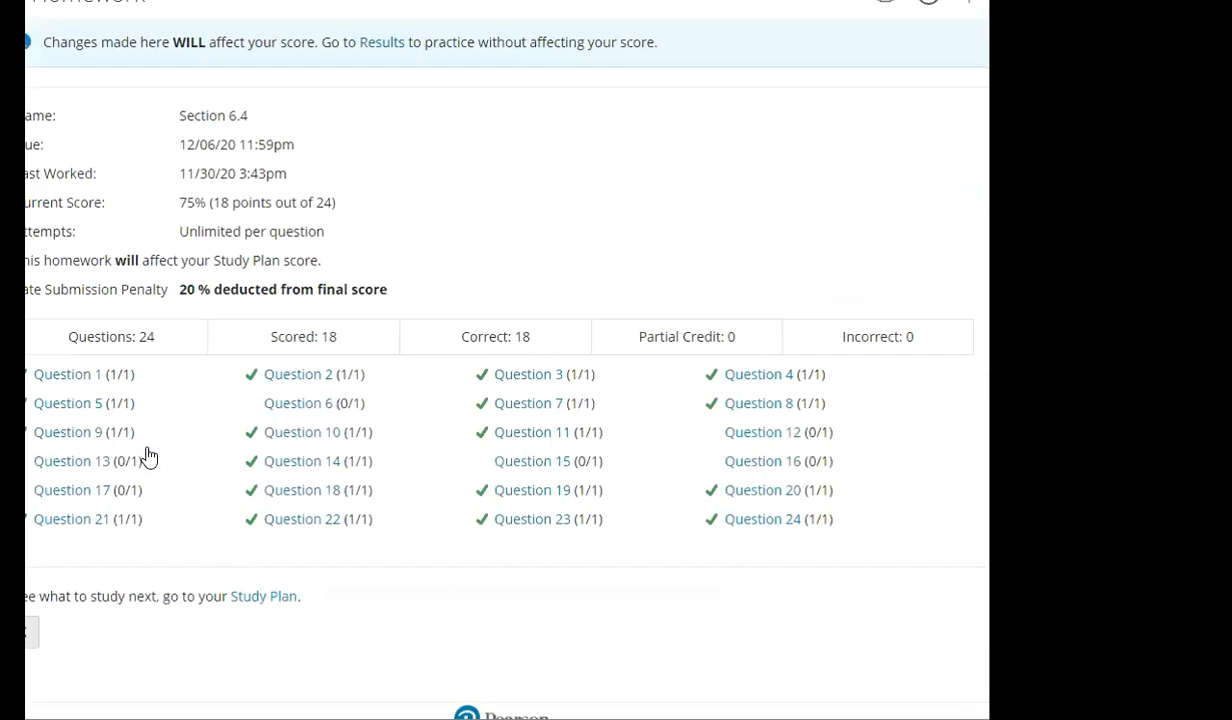 Homework
Changes made here WILL affect your score. Go to Results to practice without affecting your score.
ame: Section 6.4
ue: 12/06/20 11:59pm
ast Worked: 11/30/20 3:43pm
urrent Score: 75% (18 points out of 24)
ttempts: Unlimited per question
his homework will affect your Study Plan score.
ate Submission Penalty 20 % deducted from final score
Questions: 24 Scored: 18 Correct: 18 Partial Credit: 0 Incorrect: 0
Question 1 (1/1) Question 2 (1/1) Question 3 (1/1) Question 4 (1/1)
Question 5 (1/1) Question 6 (0/1) Question 7 (1/1) Question 8 (1/1)
Question 9 (1/1) Question 10 (1/1) Question 11 (1/1) Question 12 (0/1)
Question 13 (0/1) Question 14 (1/1) Question 15 (0/1) Question 16 (0/1)
Question 17 (0/1) Question 18 (1/1) Question 19 (1/1) Question 20 (1/1)
Question 21 (1/1) Question 22 (1/1) Question 23 (1/1) Question 24 (1/1)
ee what to study next, go to your Study Plan.
Pearson